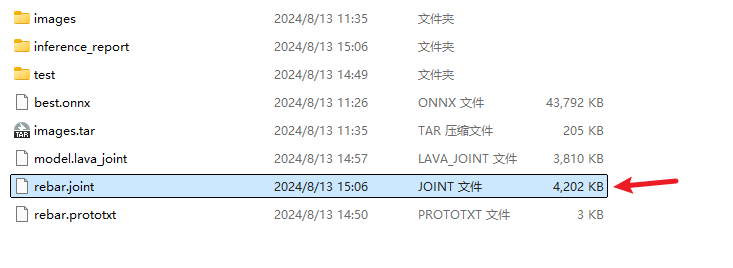 images 2024/8/13 11:35 文件夹
inference_report 2024/8/13 15:06 文件夹
test 2024/8/13 14:49 文件夹
best.onnx 2024/8/13 11:26 ONNX 文件 43,792 KB
TAR images.tar 2024/8/13 11:35 TAR 压缩文件 205 KB
model.lava_joint 2024/8/13 14:57 LAVA_JOINT 文件 3,810 KB
rebar.joint 2024/8/13 15:06 JOINT 文件 4,202 KB
rebar.prototxt 2024/8/13 14:50 PROTOTXT 文件 3 KB